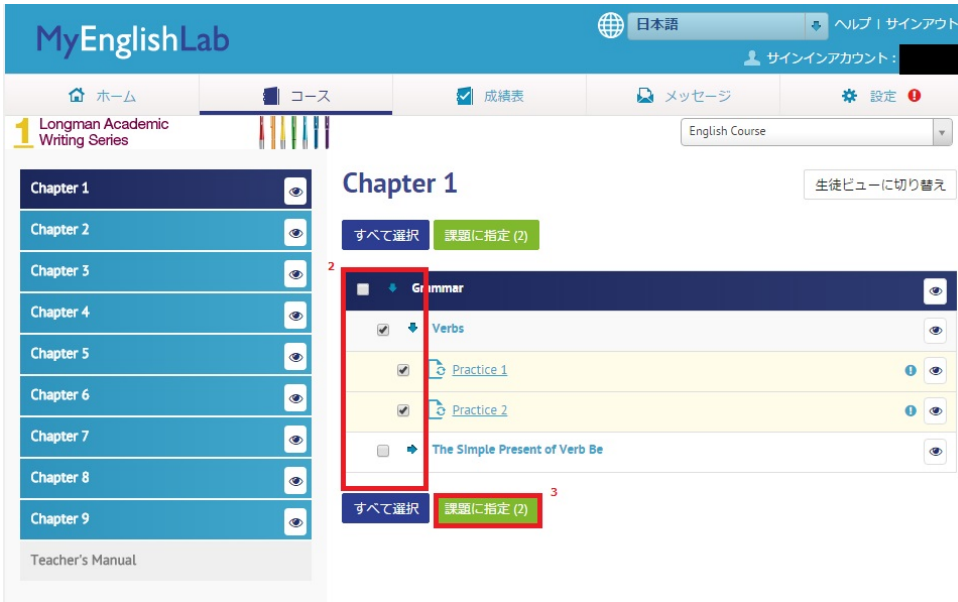 MyEnglishLab
日本語
ヘルプ | サインアウト
サインインアカウント :
ホーム
コース
成績表
メッセージ
設定
1 Longman Academic
Writing Series
English Course
Chapter 1
Chapter 2
Chapter 3
Chapter 4
Chapter 5
Chapter 6
Chapter 7
Chapter 8
Chapter 9
Teacher's Manual
Chapter 1
生徒ビューに切り替え
すべて選択
課題に指定 (2)
2
Grammar
Verbs
Practice 1
Practice 2
The Simple Present of Verb Be
すべて選択
課題に指定 (2)
3